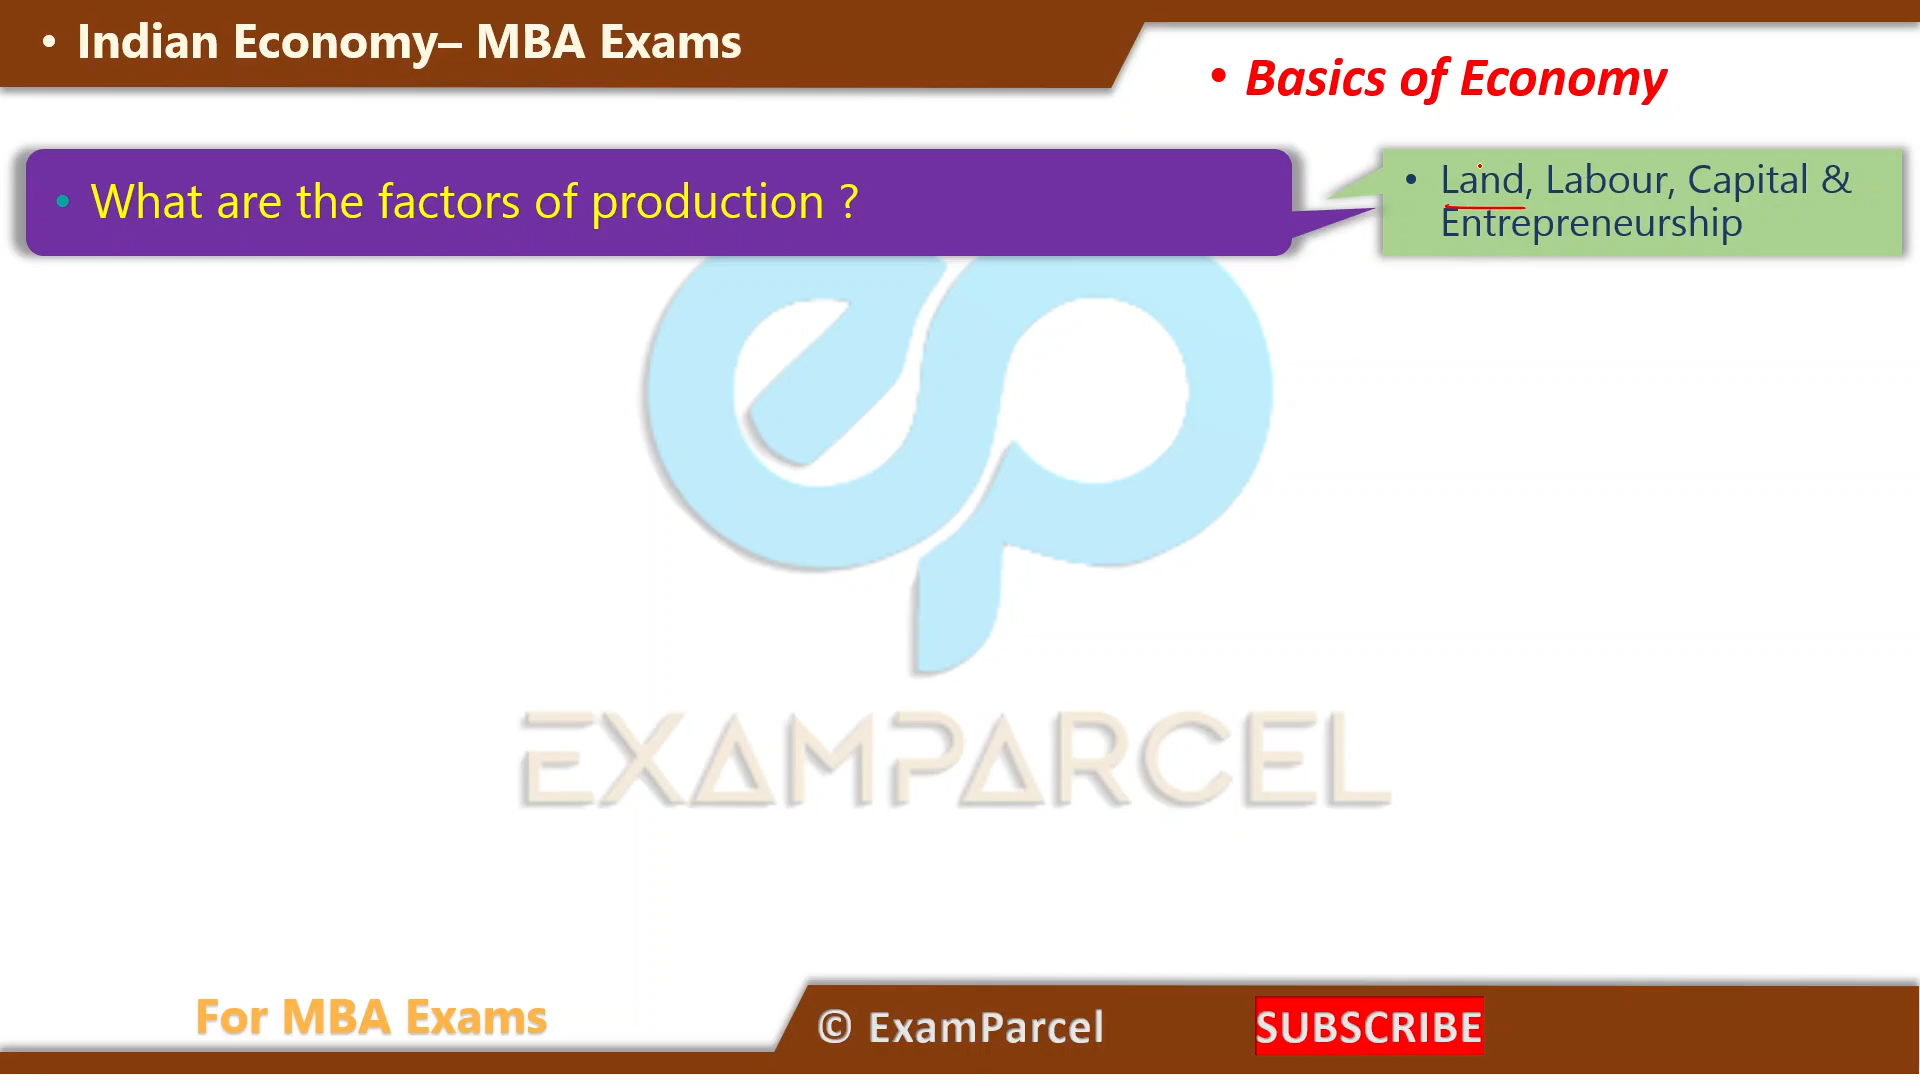 • Indian Economy– MBA Exams
• Basics of Economy
• What are the factors of production ?
• Land, Labour, Capital &
Entrepreneurship
EXAMPARCEL
For MBA Exams
© ExamParcel
SUBSCRIBE